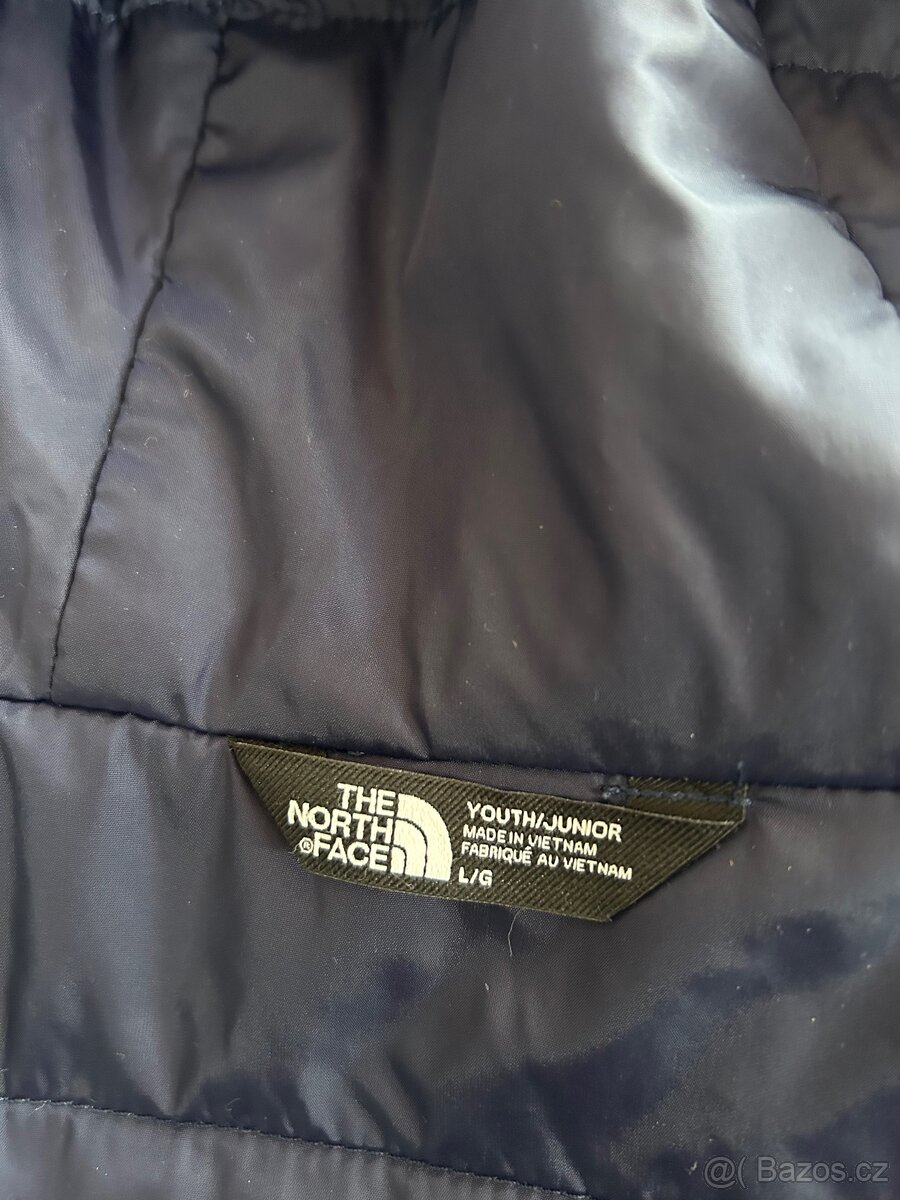 THE
NORTH
®FACE
YOUTH/JUNIOR
MADE IN VIETNAM
FABRIQUÉ AU VIETNAM
L/G
@( Bazos.cz